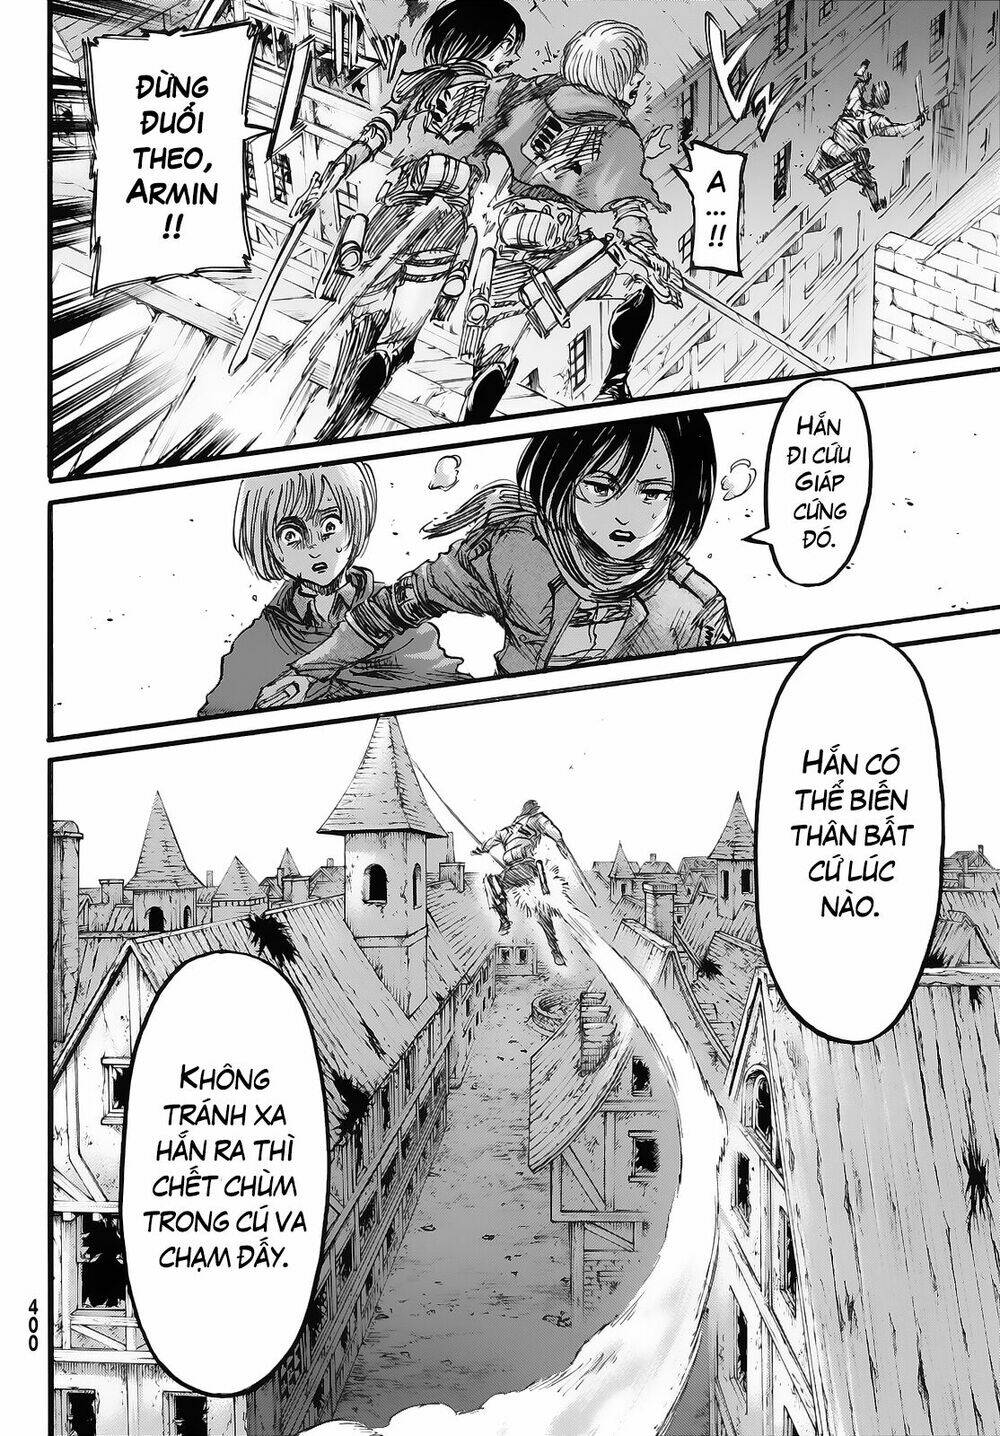 ĐỪNG
ĐUỔI
THEO,
ARMIN
!!
A
...
!!
HẮN
ĐI CỨU
GIÁP
CỨNG
ĐÓ.
HẮN CÓ
THỂ BIẾN
THÂN BẤT
CỨ LÚC
NÀO.
KHÔNG
TRÁNH XA
HẮN RA THÌ
CHẾT CHÙM
TRONG CÚ VA
CHẠM ĐẤY.
400